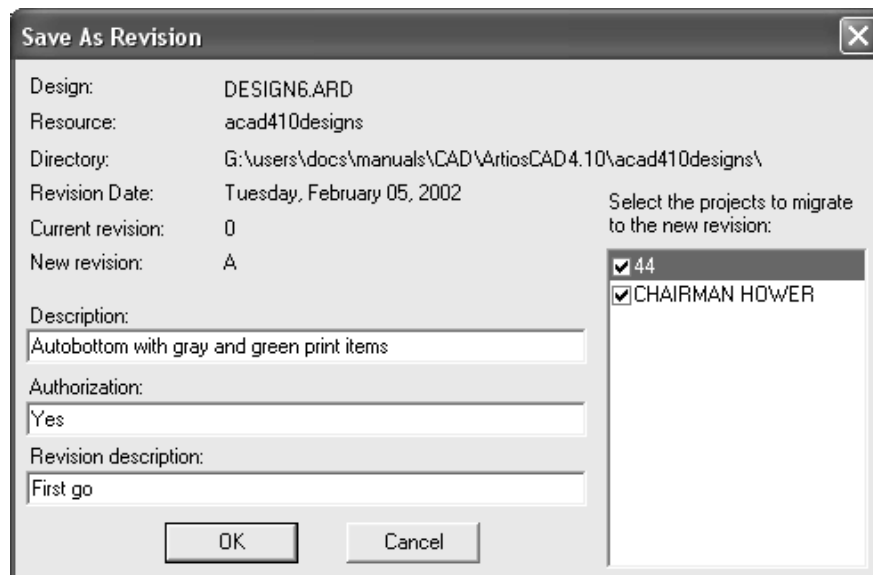 Save As Revision
Design: DESIGN6.ARD
Resource: acad410designs
Directory: G:\users\docs\manuals\CAD\ArtiosCAD4.10\acad410designs\
Revision Date: Tuesday, February 05, 2002
Current revision: 0
New revision: A
Description:
Autobottom with gray and green print items
Authorization:
Yes
Revision description:
First go
OK Cancel
Select the projects to migrate
to the new revision:
44
CHAIRMAN HOWER